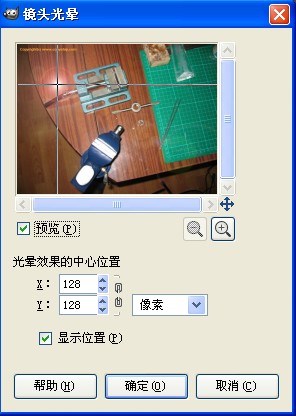 镜头光晕
预览(P)
光晕效果的中心位置
X: 128
Y: 128 像素
显示位置(P)
帮助(H) 确定(O) 取消(C)